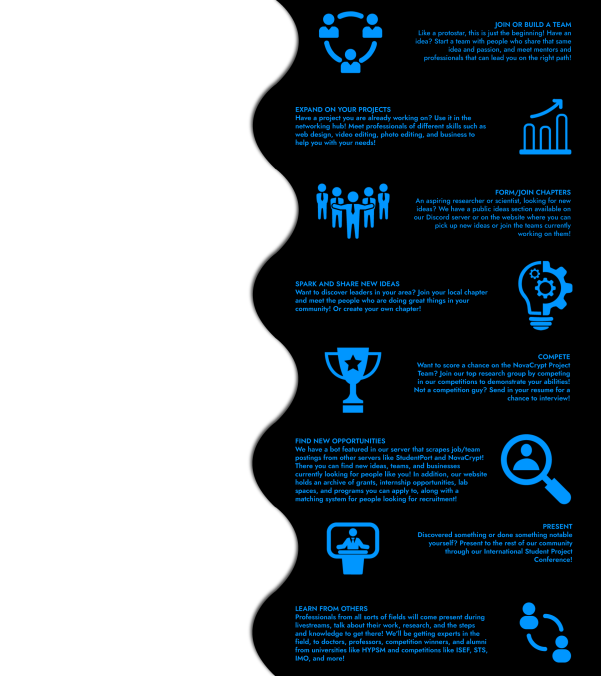 JOIN OR BUILD A TEAM
Like a protostar, this is just the beginning! Have an
idea? Start a team with people who share that same
idea and passion, and meet mentors and
professionals that can lead you on the right path!
EXPAND ON YOUR PROJECTS
Have a project you are already working on? Use it in the
networking hub! Meet professionals of different skills such as
web design, video editing, photo editing, and business to
help you with your needs!
FORM/JOIN CHAPTERS
An aspiring researcher or scientist, looking for new
ideas? We have a public ideas section available on
our Discord server or on the website where you can
pick up new ideas or join the teams currently
working on them!
SPARK AND SHARE NEW IDEAS
Want to discover leaders in your area? Join your local chapter
and meet the people who are doing great things in your
community! Or create your own chapter!
COMPETE
Want to score a chance on the NovaCrypt Project
Team? Join our top research group by competing
in our competitions to demonstrate your abilities!
Not a competition guy? Send in your resume for a
chance to interview!
FIND NEW OPPORTUNITIES
We have a bot featured in our server that scrapes job/team
postings from other servers like StudentPort and NovaCrypt!
There you can find new ideas, teams, and businesses
currently looking for people like you! In addition, our website
holds an archive of grants, internship opportunities, lab
spaces, and programs you can apply to, along with a
matching system for people looking for recruitment!
PRESENT
Discovered something or done something notable
yourself? Present to the rest of our community
through our International Student Project
Conference!
LEARN FROM OTHERS
Professionals from all sorts of fields will come present during
livestreams, talk about their work, research, and the steps
and knowledge to get there! We'll be getting experts in the
field, to doctors, professors, competition winners, and alumni
from universities like HYPSM and competitions like ISEF, STS,
IMO, and more!